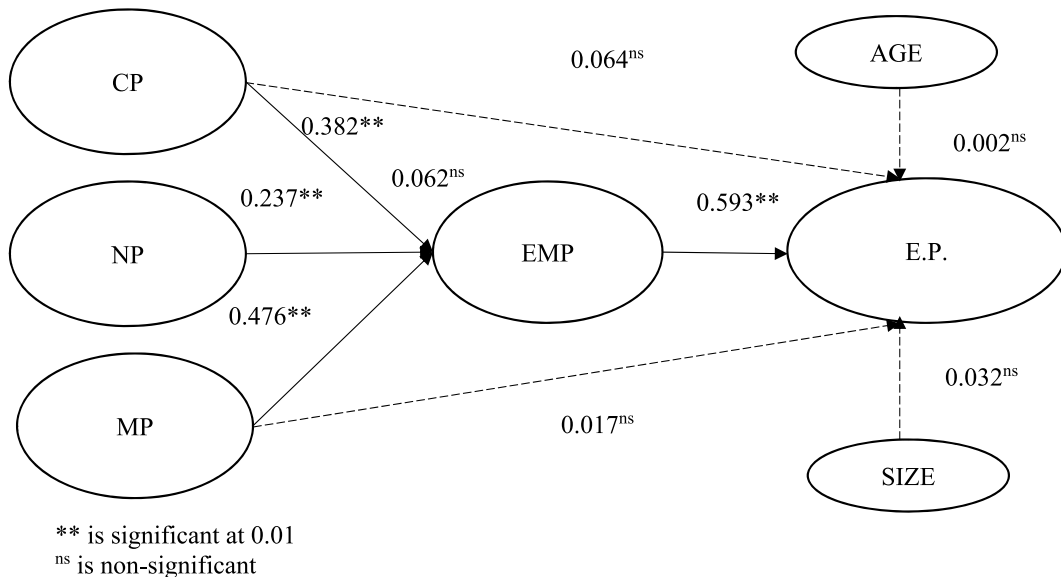 CP
AGE
0.064ns
0.382**
0.002ns
0.062ns
0.237**
0.593**
NP
EMP
E.P.
0.476**
0.032ns
MP
0.017ns
SIZE
** is significant at 0.01
ns is non-significant